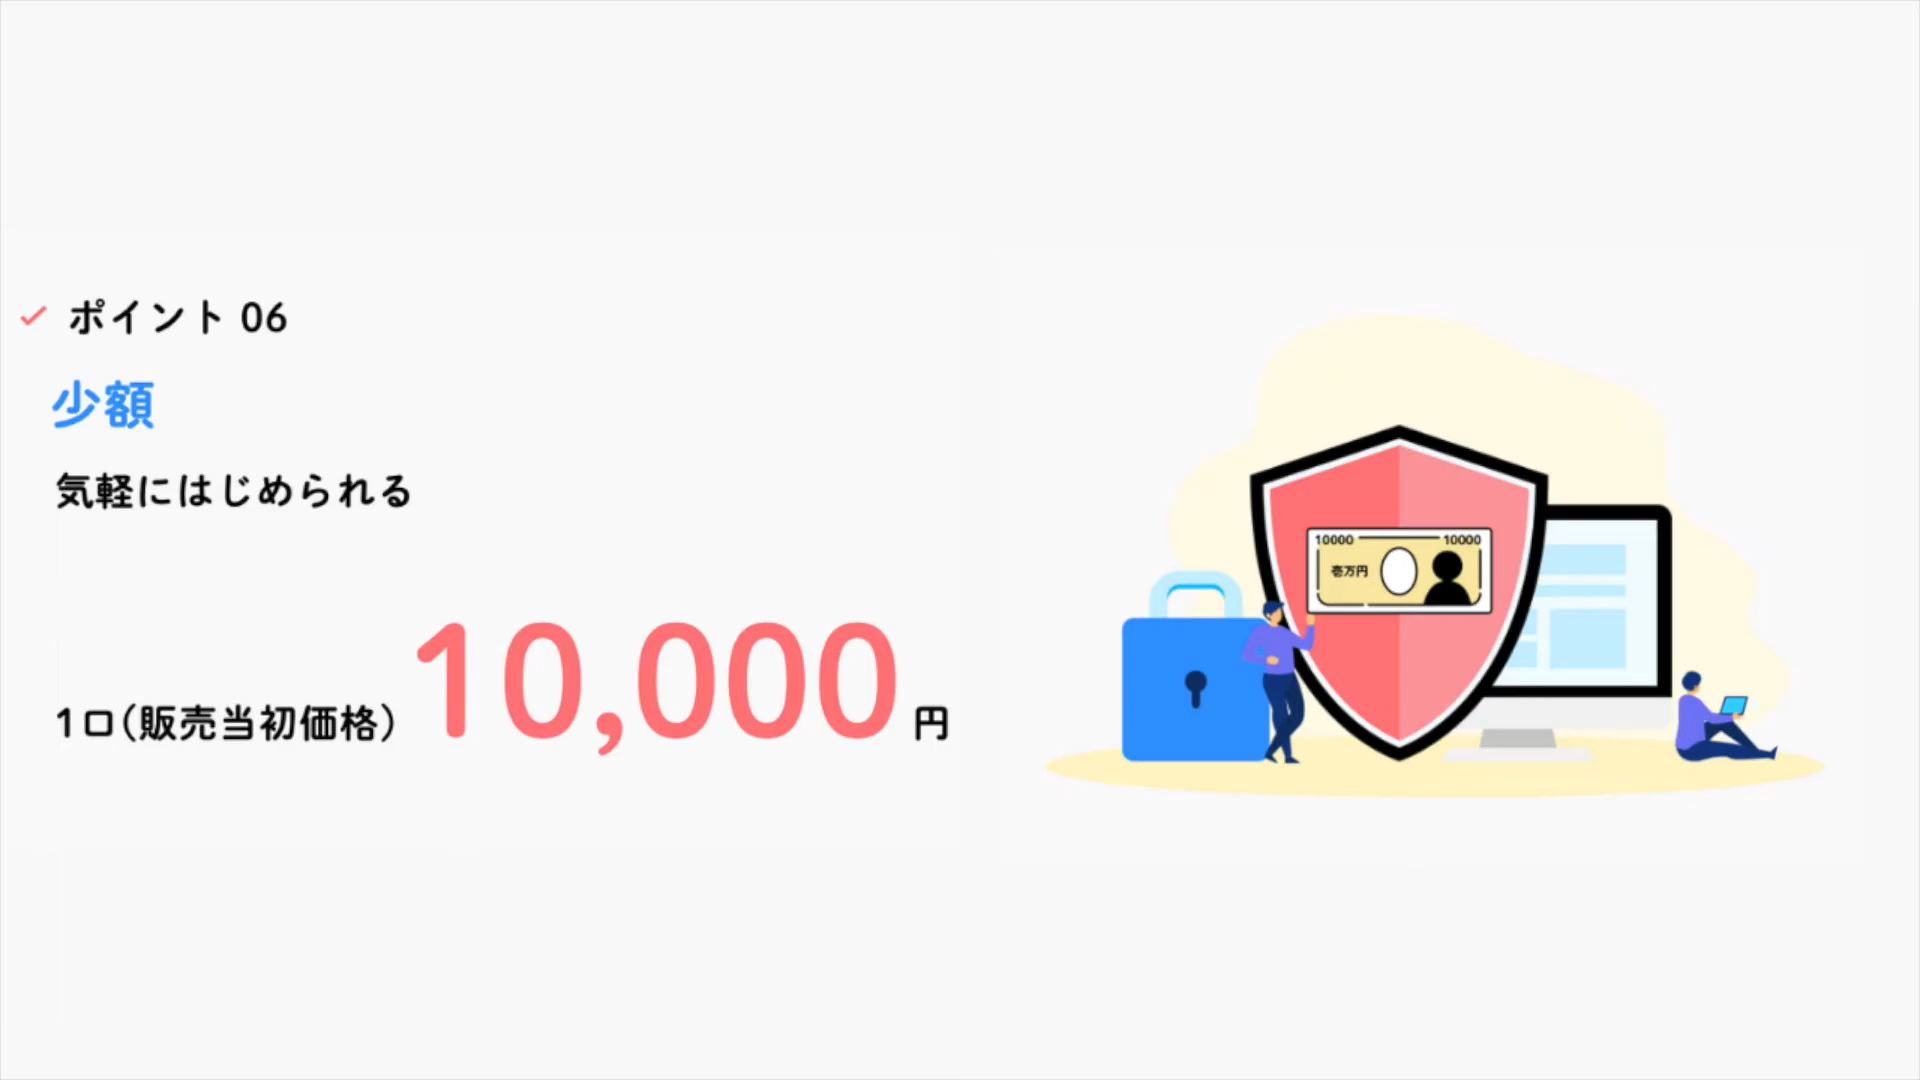 ポイント 06
少額
気軽にはじめられる
1口(販売当初価格) 10,000 円
10000 10000
壱万円